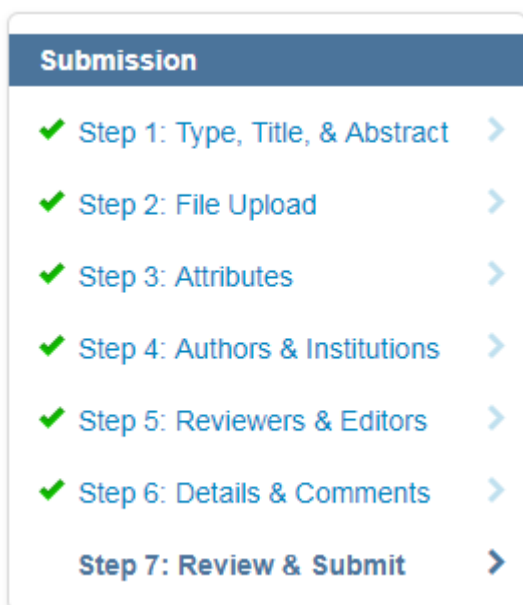 Submission
Step 1: Type, Title, & Abstract
Step 2: File Upload
Step 3: Attributes
Step 4: Authors & Institutions
Step 5: Reviewers & Editors
Step 6: Details & Comments
Step 7: Review & Submit